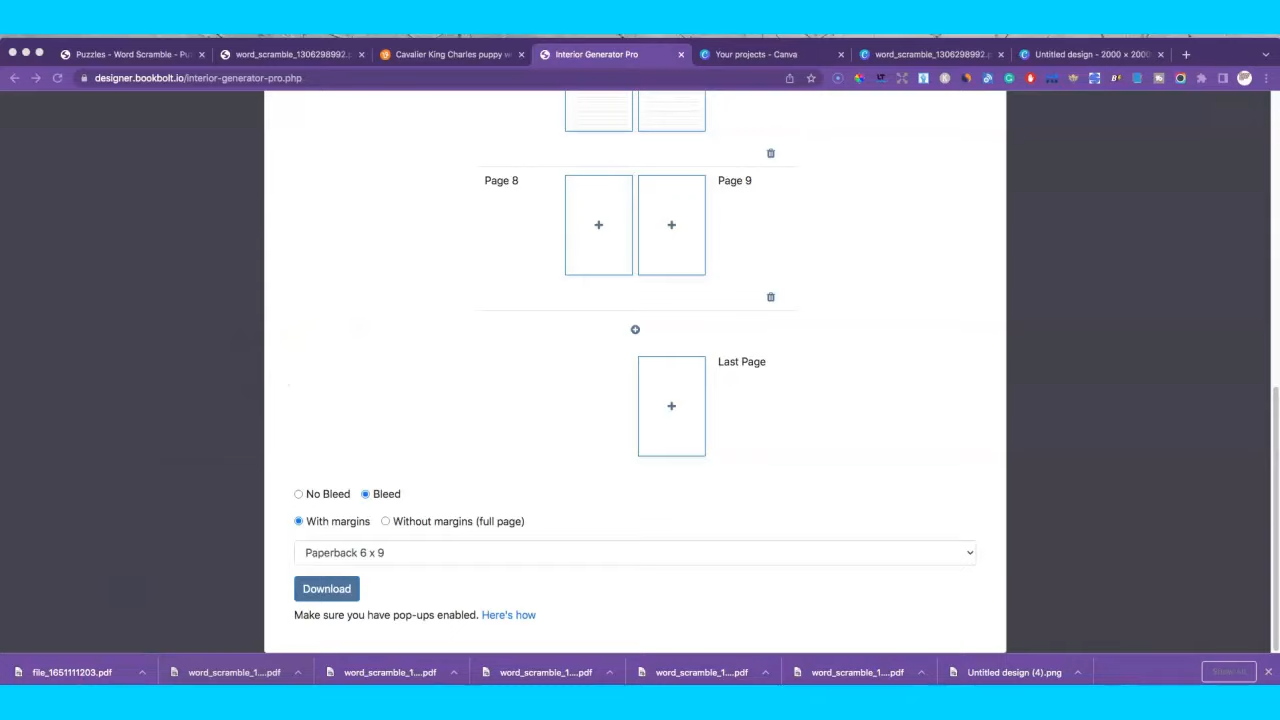 Puzzles - Word Scramble - Pu
word_scramble_1306298992.p
Cavalier King Charles puppy w
Interior Generator Pro
Your projects - Canva
word_scramble_1306298992.p
Untitled design - 2000 x 2000
designer.bookbolt.io/interior-generator-pro.php
Page 8
Page 9
Last Page
No Bleed
Bleed
With margins
Without margins (full page)
Paperback 6 x 9
Download
Make sure you have pop-ups enabled. Here's how
file_1651111203.pdf
word_scramble_1....pdf
word_scramble_1....pdf
word_scramble_1....pdf
word_scramble_1....pdf
word_scramble_1....pdf
Untitled design (4).png